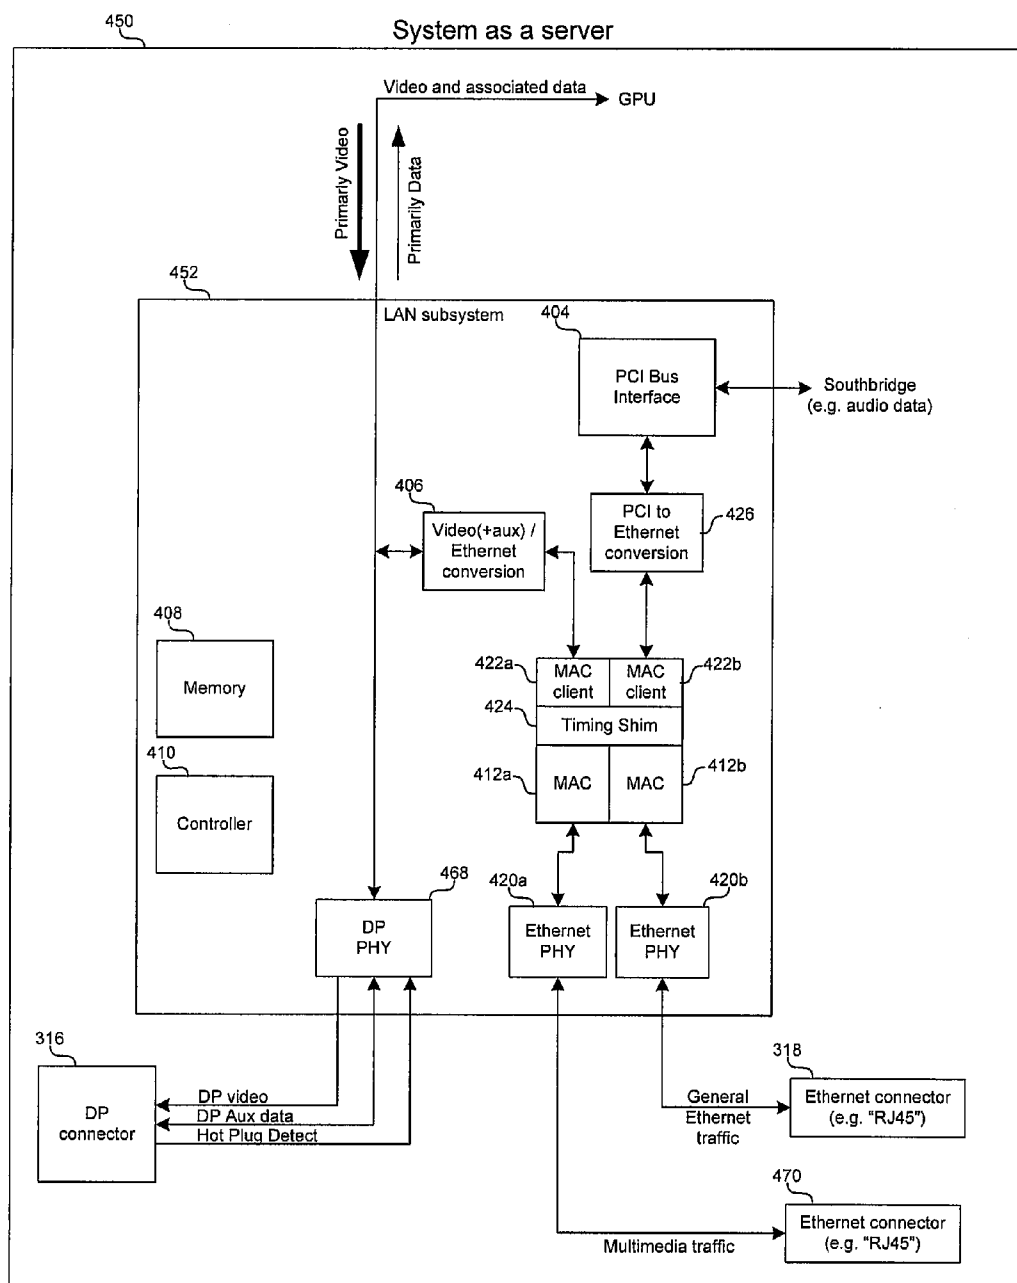 System as a server
450
Video and associated data
GPU
Primarly Video
Primarily Data
452
LAN subsystem
404
PCI Bus
Interface
Southbridge
(e.g. audio data)
406
Video(+aux) /
Ethernet
conversion
PCI to
Ethernet
conversion
426
408
Memory
422a
MAC
client
MAC
client
422b
424
Timing Shim
410
Controller
412a
MAC
MAC
412b
468
DP
PHY
420a
Ethernet
PHY
420b
Ethernet
PHY
316
DP
connector
DP video
DP Aux data
Hot Plug Detect
General
Ethernet
traffic
318
Ethernet connector
(e.g. "RJ45")
470
Ethernet connector
(e.g. "RJ45")
Multimedia traffic